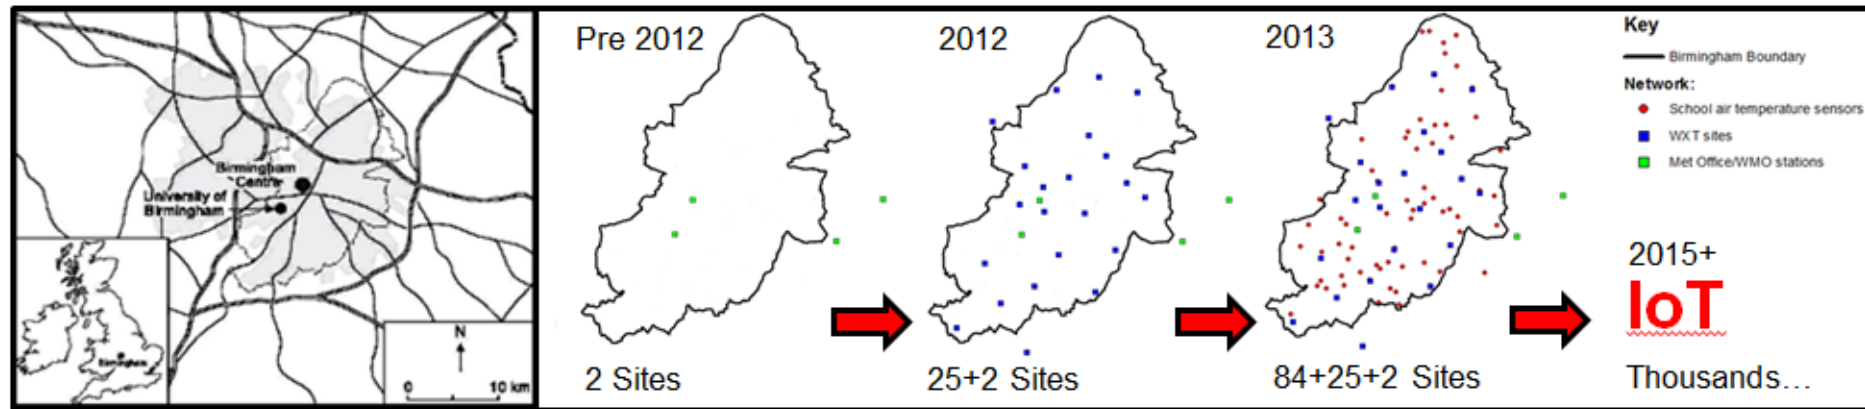 Birmingham
Centre
University of
Birmingham
Birmingham
N
0 10 km
Pre 2012
2 Sites
2012
25+2 Sites
2013
84+25+2 Sites
Key
Birmingham Boundary
Network:
School air temperature sensors
WXT sites
Met Office/WMO stations
2015+
IoT
Thousands...